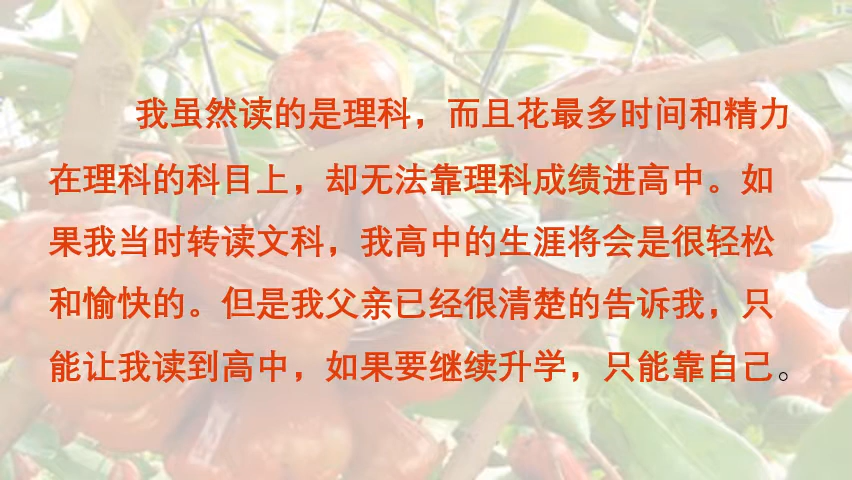 我虽然读的是理科，而且花最多时间和精力
在理科的科目上，却无法靠理科成绩进高中。如
果我当时转读文科，我高中的生涯将会是很轻松
和愉快的。但是我父亲已经很清楚的告诉我，只
能让我读到高中，如果要继续升学，只能靠自己。